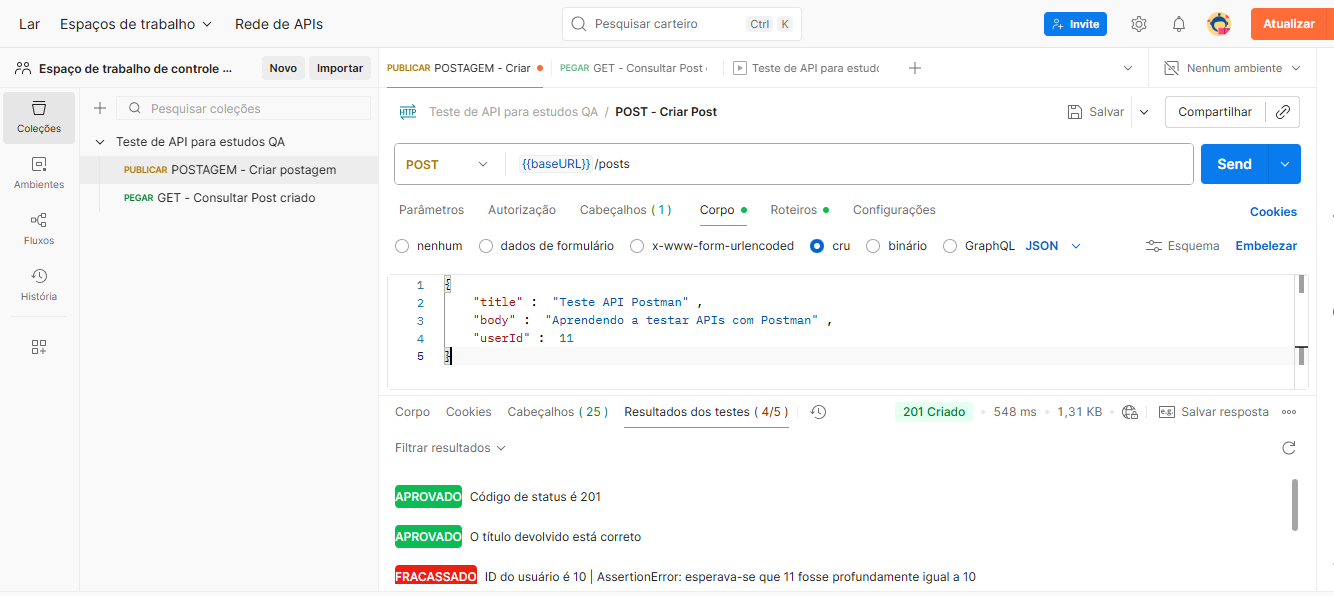 Lar Espaços de trabalho Rede de APIs Pesquisar carteiro Ctrl K Invite Atualizar
Espaço de trabalho de controle ... Novo Importar PUBLICAR POSTAGEM - Criar PEGAR GET - Consultar Post Teste de API para estudo Nenhum ambiente
Coleções
Pesquisar coleções
Teste de API para estudos QA
PUBLICAR POSTAGEM - Criar postagem
PEGAR GET - Consultar Post criado
Ambientes
Fluxos
História
HTTP Teste de API para estudos QA / POST - Criar Post Salvar Compartilhar
POST {{baseURL}} /posts Send
Parâmetros Autorização Cabeçalhos ( 1 ) Corpo Roteiros Configurações Cookies
nenhum dados de formulário x-www-form-urlencoded cru binário GraphQL JSON Esquema Embelezar
1 {
2 "title" : "Teste API Postman" ,
3 "body" : "Aprendendo a testar APIs com Postman" ,
4 "userId" : 11
5 }
Corpo Cookies Cabeçalhos ( 25 ) Resultados dos testes ( 4/5 ) 201 Criado 548 ms 1,31 KB e.g. Salvar resposta
Filtrar resultados
APROVADO Código de status é 201
APROVADO O título devolvido está correto
FRACASSADO ID do usuário é 10 | AssertionError: esperava-se que 11 fosse profundamente igual a 10